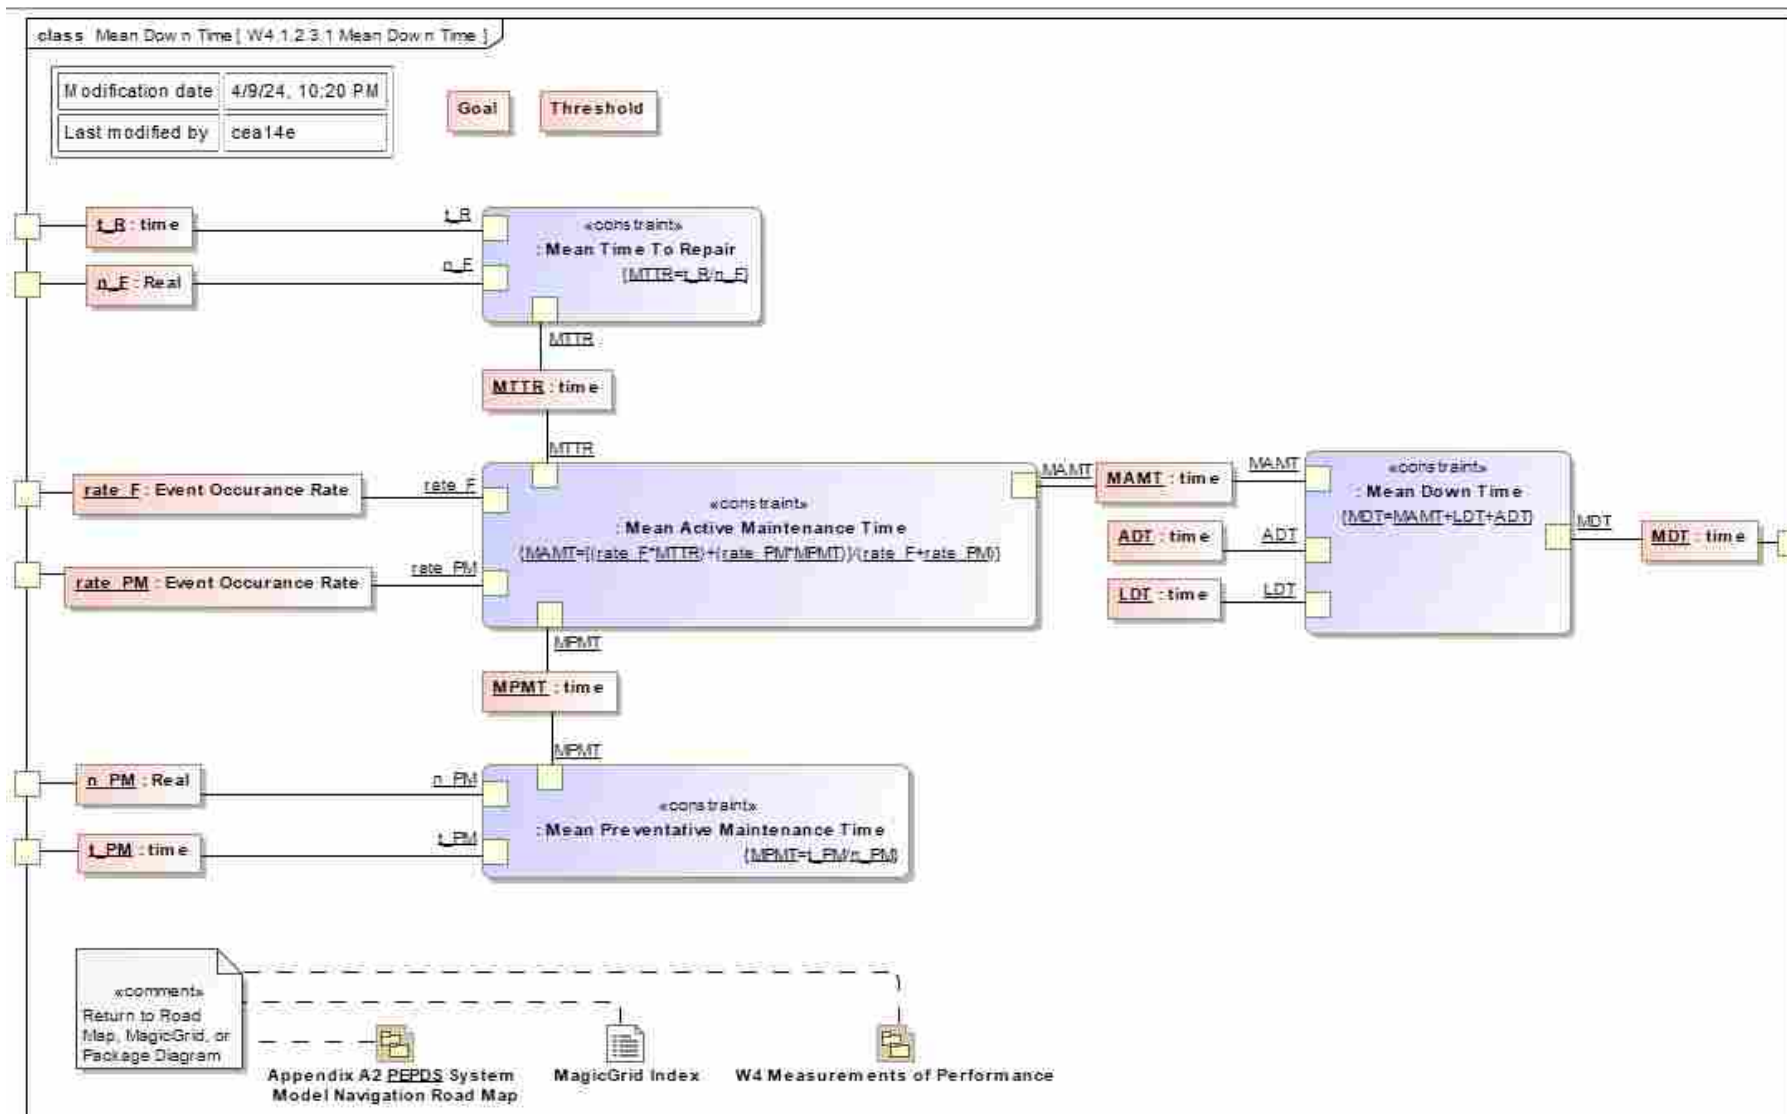 class Mean Down Time [ W4.1.2.3.1 Mean Down Time ]
Modification date 4/9/24, 10:20 PM
Last modified by cea14e
Goal
Threshold
t_R : time
t_R
n_F : Real
n_F
«constraint»
: Mean Time To Repair
{MTTR=t_R/n_F}
MTTR
MTTR : time
MTTR
rate_F : Event Occurance Rate
rate_F
rate_PM : Event Occurance Rate
rate_PM
«constraint»
: Mean Active Maintenance Time
{MAMT=[(rate_F*MTTR)+(rate_PM*MPMT)]/(rate_F+rate_PM)}
MAMT
MAMT : time
MAMT
ADT : time
ADT
LDT : time
LDT
«constraint»
: Mean Down Time
{MDT=MAMT+LDT+ADT}
MDT
MDT : time
MPMT
MPMT : time
MPMT
n_PM : Real
n_PM
t_PM : time
t_PM
«constraint»
: Mean Preventative Maintenance Time
{MPMT=t_PM/n_PM}
«comment»
Return to Road
Map, MagicGrid, or
Package Diagram
Appendix A2 PEPDS System
Model Navigation Road Map
MagicGrid Index
W4 Measurements of Performance